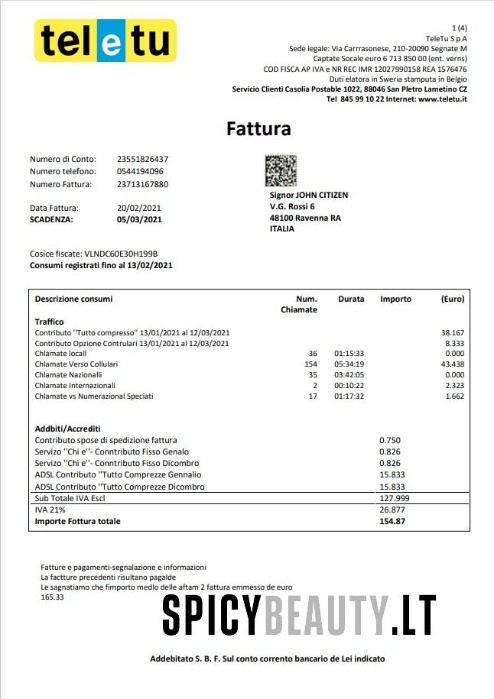 teletu
1 (4)
TeleTu S p A
Sede legale: Via Carrrasonese, 210-20090 Segnate M
Captate Socale euro 6 713 850 00 (ent. verns)
COD FISCA AP IVA e NR REC IMR 12027990158 REA 1576476
Duti elatora in Sweria stamputa in Belgio
Servicio Clienti Casolia Postable 1022, 88046 San Pletro Lametino CZ
Tel 845 99 10 22 Internet: www.teletu.it
Fattura
Numero di Conto: 23551826437
Numero telefono: 0544194096
Numero Fattura: 23713167880
Data Fattura: 20/02/2021
SCADENZA: 05/03/2021
Signor JOHN CITIZEN
V.G. Rossi 6
48100 Ravenna RA
ITALIA
Cosice fiscate: VLNDC60E30H199B
Consumi registrati fino al 13/02/2021
Descrizione consumi Num. Chiamate Durata Importo (Euro)
Traffico
Contributo "Tutto compresso" 13/01/2021 al 12/03/2021 38.167
Contributo Opzione Contrulari 13/01/2021 al 12/03/2021 8.333
Chlamate locall 36 01:15:33 0.000
Chlamate Verso Collulari 154 05:34:19 43.438
Chlamate Nazionalli 35 03:42:05 0.000
Chlamate Internazionali 2 00:10:22 2.323
Chlamate vs Numerazional Speciati 17 01:17:32 1.662
Addbiti/Accrediti
Contributo spose di spedizione fattura 0.750
Servizo "Chi e"- Conntributo Fisso Genalo 0.826
Servizo "Chi e"- Conntributo Fisso Dicombro 0.826
ADSL Contributo "Tutto Comprezze Gennalio 15.833
ADSL Contributo "Tutto Comprezze Dicombro 15.833
Sub Totale IVA Escl 127.999
IVA 21% 26.877
Importe Fottura totale 154.87
Fatture e pagamenti-segnalazione e informazioni
La factture precedenti risultano pagalde
Le sagnatiamo che fimporto medlo delle aftam 2 fattura emmesso de euro
165.33
SPICYBEAUTY.LT
Addebitato S. B. F. Sul conto corrento bancario de Lei indicato